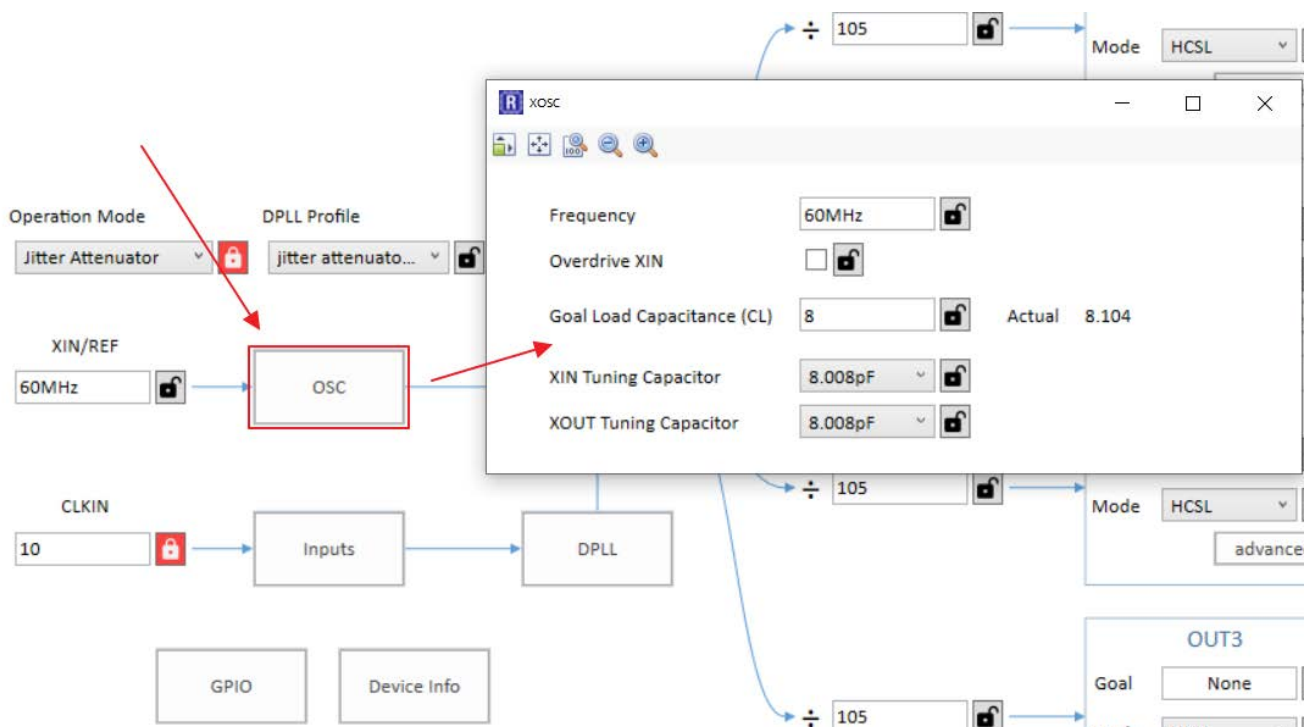 ÷ 105
Mode HCSL
R xosc
Operation Mode DPLL Profile
Jitter Attenuator jitter attenuato...
Frequency 60MHz
Overdrive XIN
Goal Load Capacitance (CL) 8 Actual 8.104
XIN/REF
60MHz
OSC
XIN Tuning Capacitor 8.008pF
XOUT Tuning Capacitor 8.008pF
÷ 105
Mode HCSL
CLKIN
10
Inputs
DPLL
advance
OUT3
GPIO
Device Info
Goal None
÷ 105